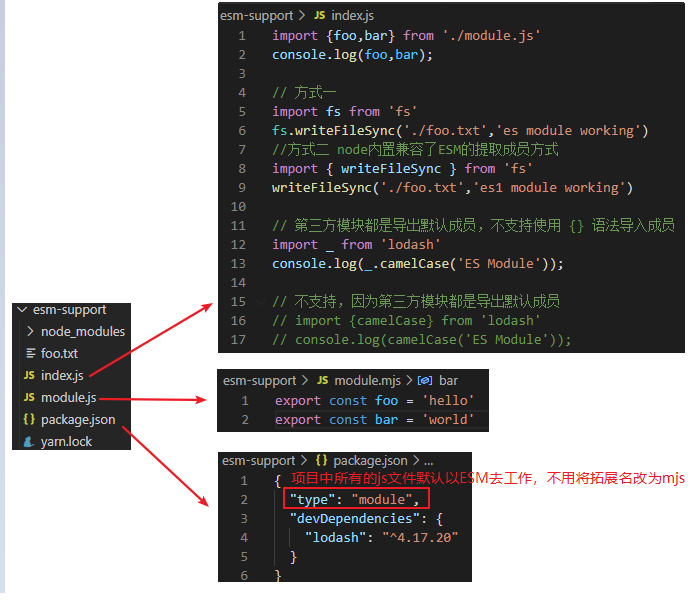 esm-support > JS index.js
1 import {foo,bar} from './module.js'
2 console.log(foo,bar);
3
4 // 方式一
5 import fs from 'fs'
6 fs.writeFileSync('./foo.txt','es module working')
7 //方式二 node内置兼容了ESM的提取成员方式
8 import { writeFileSync } from 'fs'
9 writeFileSync('./foo.txt','es1 module working')
10
11 // 第三方模块都是导出默认成员，不支持使用 {} 语法导入成员
12 import _ from 'lodash'
13 console.log(_.camelCase('ES Module'));
14
15 // 不支持，因为第三方模块都是导出默认成员
16 // import {camelCase} from 'lodash'
17 // console.log(camelCase('ES Module'));
esm-support
node_modules
foo.txt
JS index.js
JS module.js
{} package.json
yarn.lock
esm-support > JS module.mjs > bar
1 export const foo = 'hello'
2 export const bar = 'world'
esm-support > {} package.json > ...
1 {
项目中所有的js文件默认以ESM去工作，不用将拓展名改为mjs
2 "type": "module",
3 "devDependencies": {
4 "lodash": "^4.17.20"
5 }
6 }